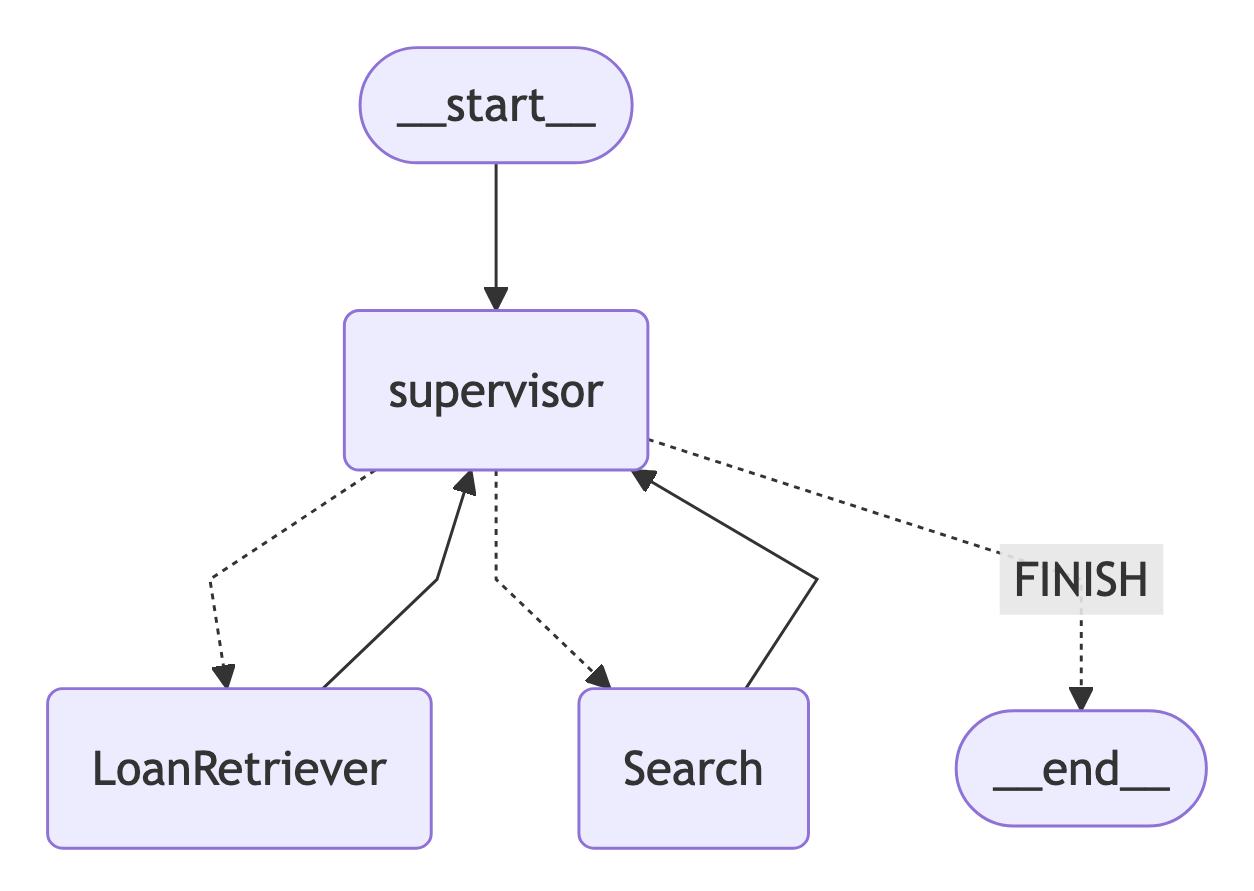 __start__
supervisor
FINISH
LoanRetriever
Search
__end__